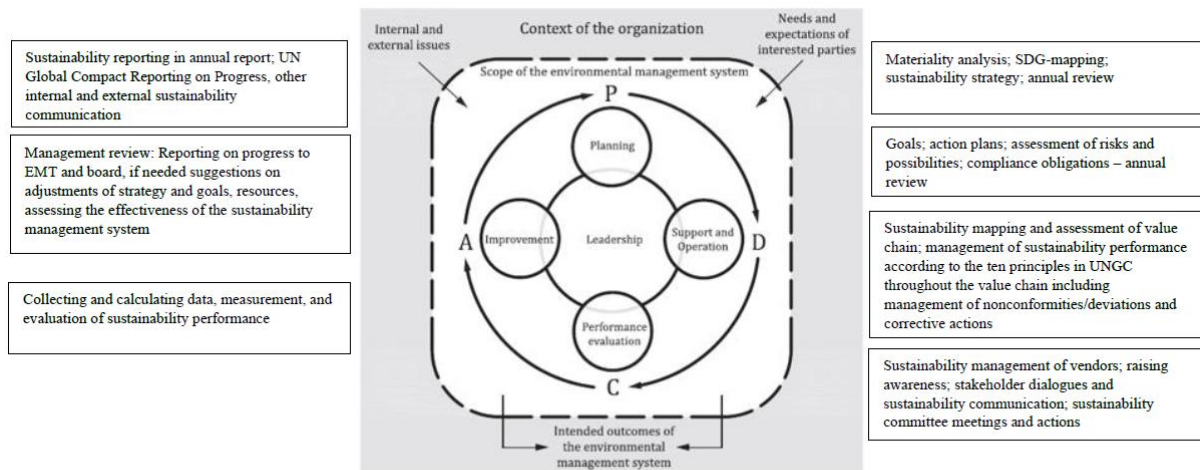 Sustainability reporting in annual report; UN
Global Compact Reporting on Progress, other
internal and external sustainability
communication
Management review: Reporting on progress to
EMT and board, if needed suggestions on
adjustments of strategy and goals, resources,
assessing the effectiveness of the sustainability
management system
Collecting and calculating data, measurement, and
evaluation of sustainability performance
Internal and
external issues
Context of the organization
Needs and
expectations of
interested parties
Scope of the environmental management system
P
Planning
A
Improvement
Leadership
Support and
Operation
D
Performance
evaluation
C
Intended outcomes of
the environmental
management system
Materiality analysis; SDG-mapping;
sustainability strategy; annual review
Goals; action plans; assessment of risks and
possibilities; compliance obligations – annual
review
Sustainability mapping and assessment of value
chain; management of sustainability performance
according to the ten principles in UNGC
throughout the value chain including
management of nonconformities/deviations and
corrective actions
Sustainability management of vendors; raising
awareness; stakeholder dialogues and
sustainability communication; sustainability
committee meetings and actions